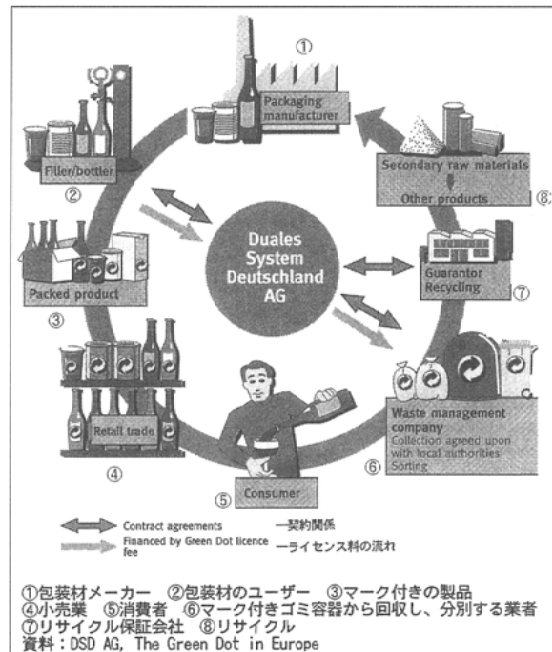 ①
Packaging
manufacturer
Filler/bottler
②
Secondary raw materials
Other products
⑧
Duales
System
Deutschland
AG
Packed product
③
Guarantor
Recycling
⑦
Retail trade
④
Waste management
company
Collection agreed upon
with local authorities
Sorting
⑥
⑤
Consumer
Contract agreements ―契約関係
Financed by Green Dot licence
fee ―ライセンス料の流れ
①包装材メーカー ②包装材のユーザー ③マーク付きの製品
④小売業 ⑤消費者 ⑥マーク付きゴミ容器から回収し、分別する業者
⑦リサイクル保証会社 ⑧リサイクル
資料：DSD AG, The Green Dot in Europe